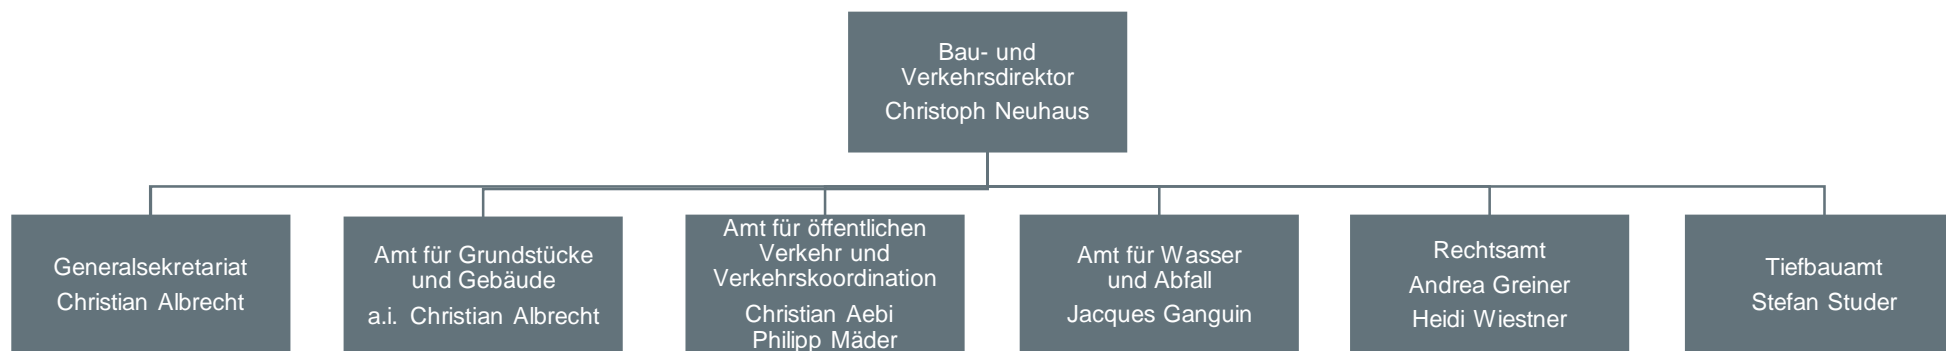 Bau- und
Verkehrsdirektor
Christoph Neuhaus
Generalsekretariat
Christian Albrecht
Amt für Grundstücke
und Gebäude
a.i. Christian Albrecht
Amt für öffentlichen
Verkehr und
Verkehrskoordination
Christian Aebi
Philipp Mäder
Amt für Wasser
und Abfall
Jacques Ganguin
Rechtsamt
Andrea Greiner
Heidi Wiestner
Tiefbauamt
Stefan Studer